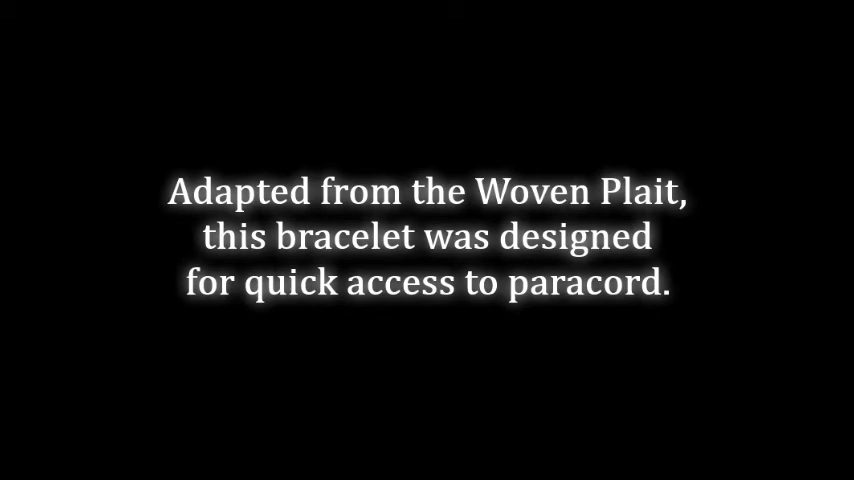 Adapted from the Woven Plait,
this bracelet was designed
for quick access to paracord.